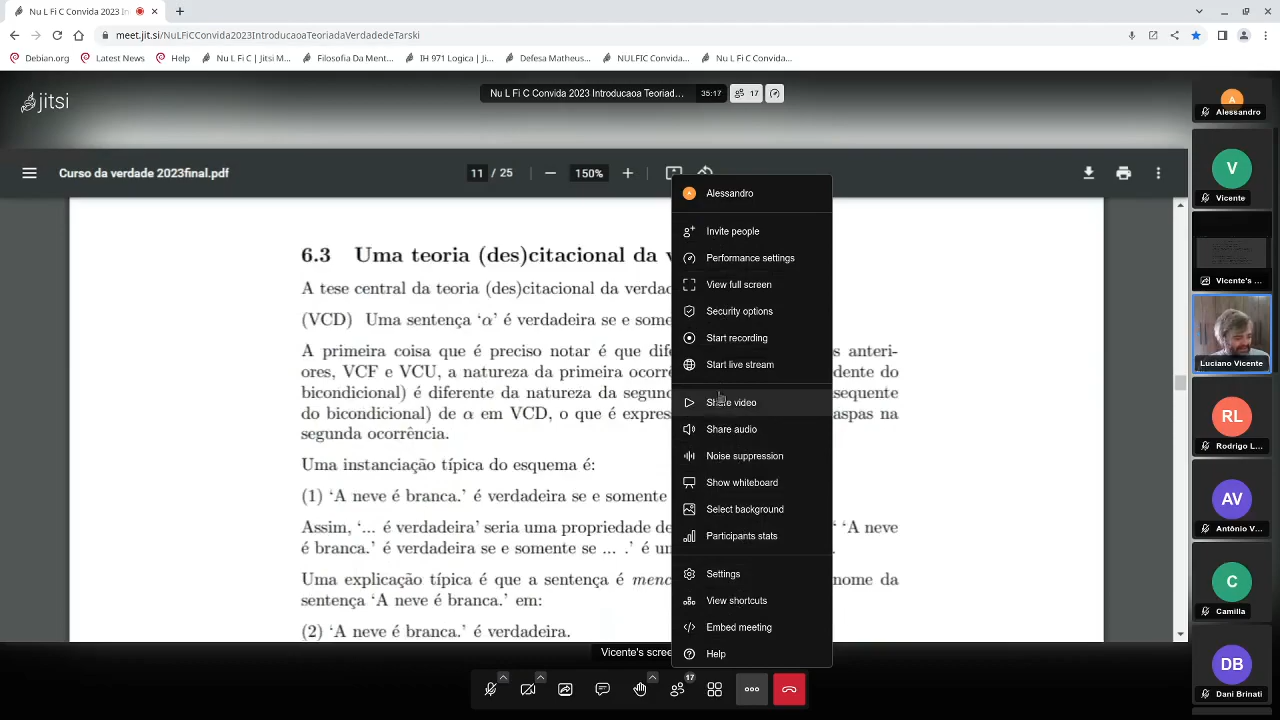 Nu L Fi C Convida 2023 I
meet.jit.si/NuLFiCConvida2023IntroducaoaTeoriadaVerdadedeTarski
Debian.org
Latest News
Help
Nu L Fi C | Jitsi M...
Filosofia Da Ment...
IH 971 Logica | Ji...
Defesa Matheus...
NULFIC Convida...
Nu L Fi C Convida...
jitsi
Nu L Fi C Convida 2023 Introducaoa Teoriad...
35:17
17
Curso da verdade 2023final.pdf
11 / 25
150%
6.3 Uma teoria (des)citacional da v
A tese central da teoria (des)citacional da verdad
(VCD) Uma sentença ‘α’ é verdadeira se e some
A primeira coisa que é preciso notar é que dife s anteri-
ores, VCF e VCU, a natureza da primeira ocorre dente do
bicondicional) é diferente da natureza da segund sequente
do bicondicional) de α em VCD, o que é express aspas na
segunda ocorrência.
Uma instanciação típica do esquema é:
(1) ‘A neve é branca.’ é verdadeira se e somente
Assim, ‘... é verdadeira’ seria uma propriedade de ‘ ‘A neve
é branca.’ é verdadeira se e somente se ... .’ é un
Uma explicação típica é que a sentença é menc nome da
sentença ‘A neve é branca.’ em:
(2) ‘A neve é branca.’ é verdadeira.
Alessandro
Invite people
Performance settings
View full screen
Security options
Start recording
Start live stream
Share video
Share audio
Noise suppression
Show whiteboard
Select background
Participants stats
Settings
View shortcuts
Embed meeting
Help
Vicente's scree
17
A
Alessandro
V
Vicente
Vicente's ...
Luciano Vicente
RL
Rodrigo L...
AV
Antônio V...
C
Camilla
DB
Dani Brinati